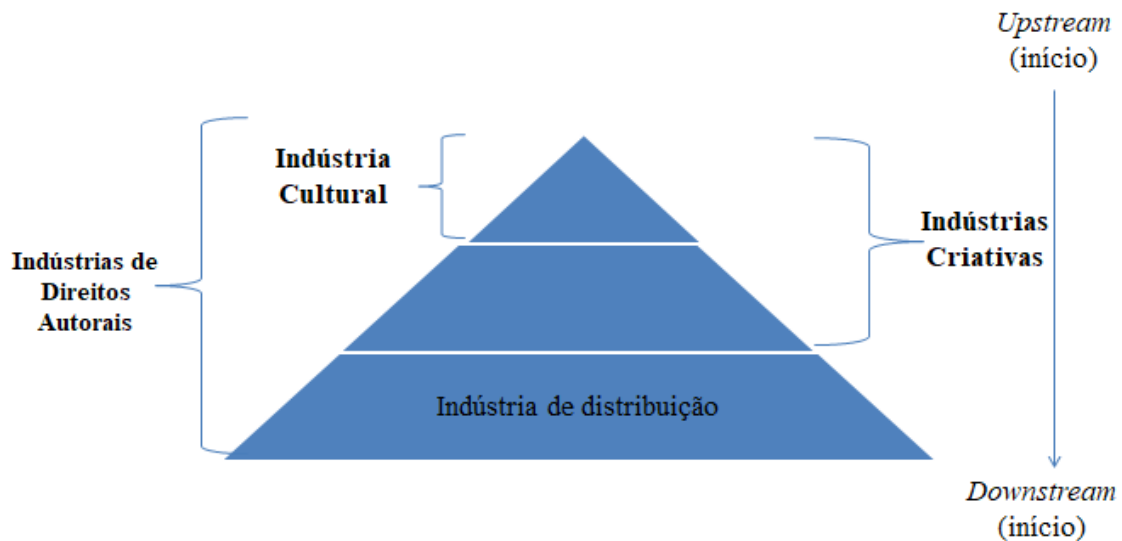 Upstream
(início)
Indústria
Cultural
Indústrias
Criativas
Indústrias de
Direitos
Autorais
Indústria de distribuição
Downstream
(início)